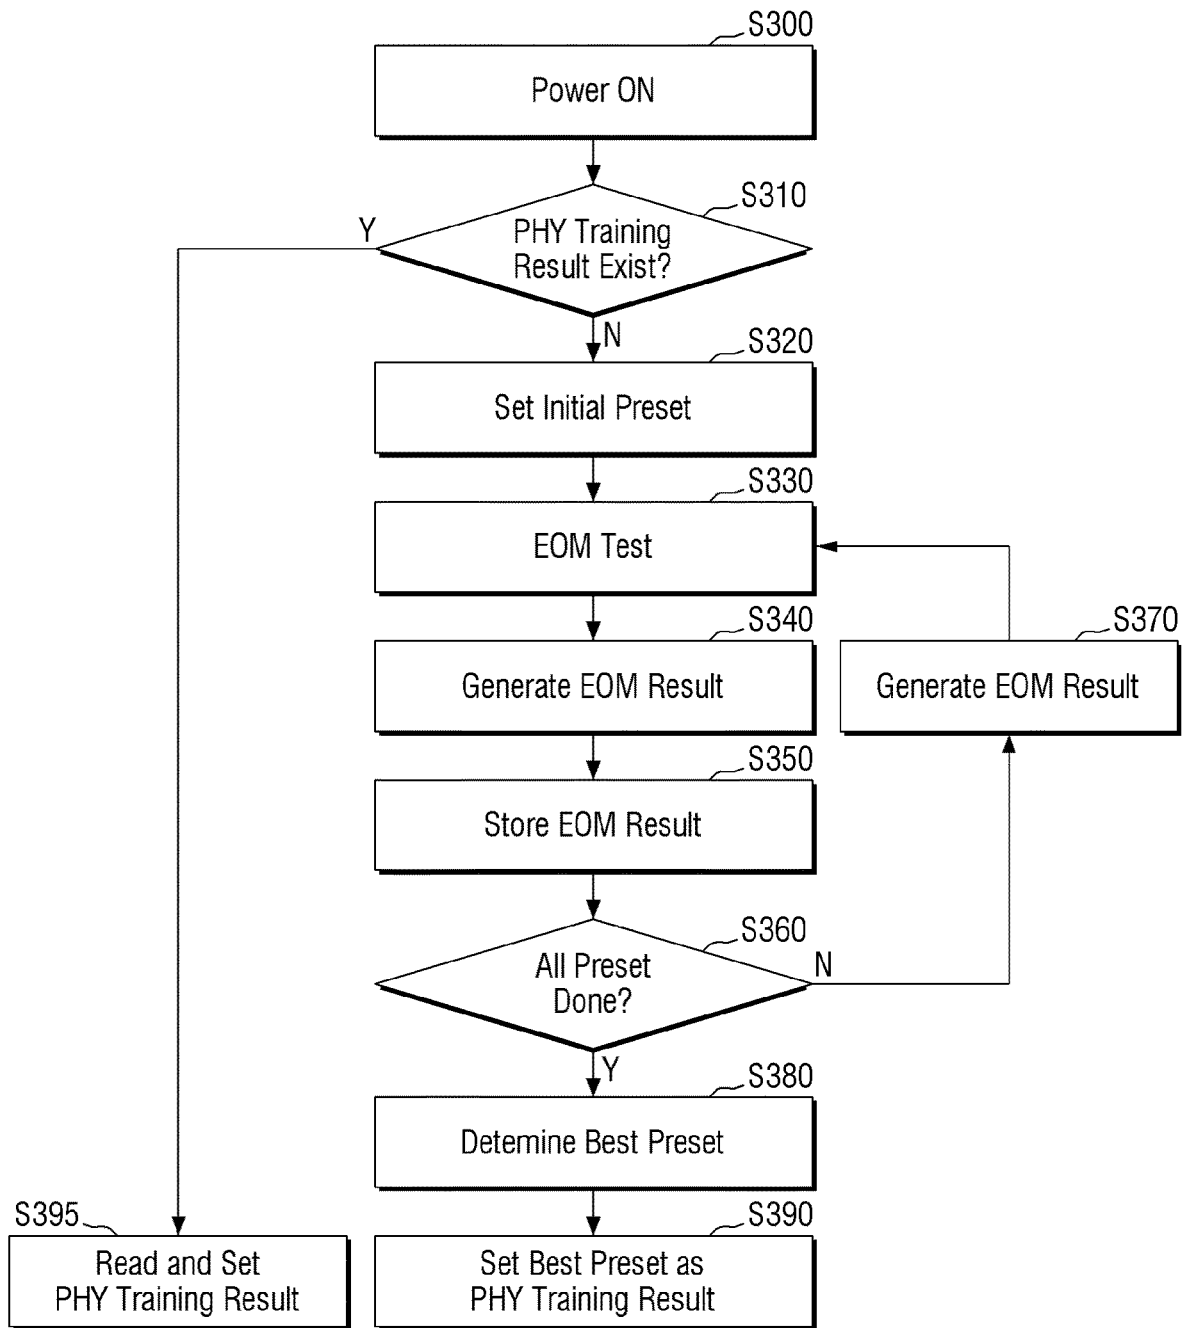 S300
Power ON
S310
Y
PHY Training
Result Exist?
N
S320
Set Initial Preset
S330
EOM Test
S340
Generate EOM Result
S370
Generate EOM Result
S350
Store EOM Result
S360
All Preset
Done?
N
Y
S380
Detemine Best Preset
S395
Read and Set
PHY Training Result
S390
Set Best Preset as
PHY Training Result